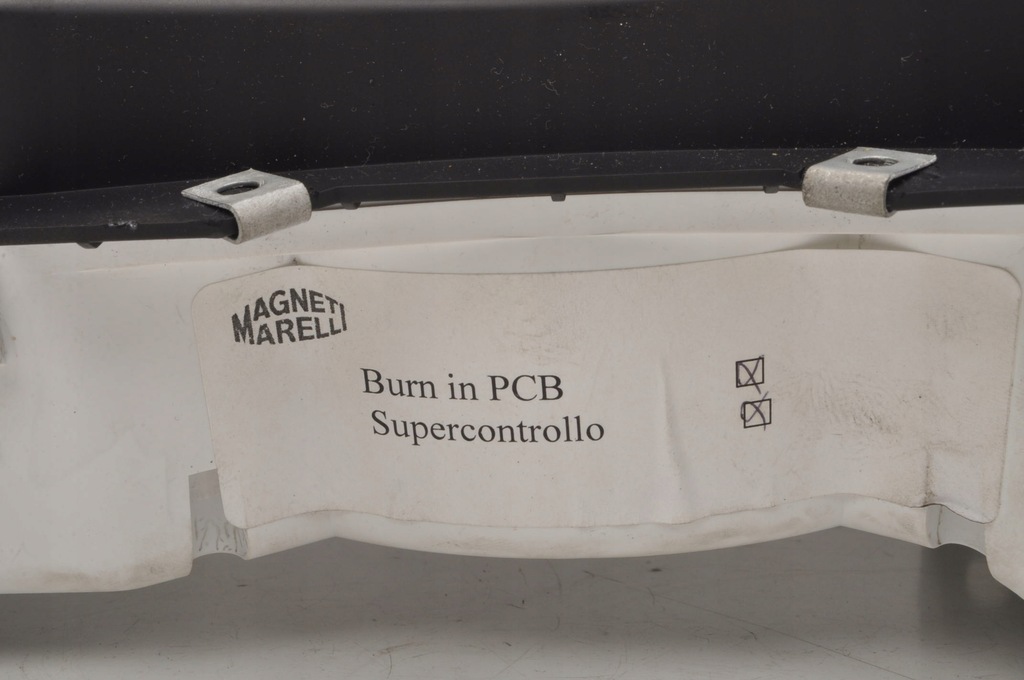 MAGNETI
MARELLI
Burn in PCB
Supercontrollo